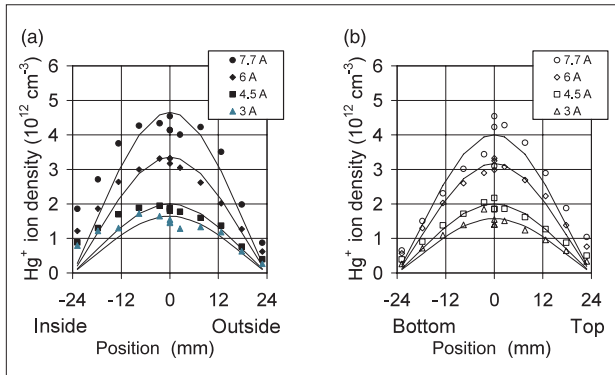 (a)
Hg+ ion density (10^12 cm^-3)
6
5
4
3
2
1
0
7.7 A
6 A
4.5 A
3 A
-24 -12 0 12 24
Inside Outside
Position (mm)
(b)
Hg+ ion density (10^12 cm^-3)
6
5
4
3
2
1
0
7.7 A
6 A
4.5 A
3 A
-24 -12 0 12 24
Bottom Top
Position (mm)